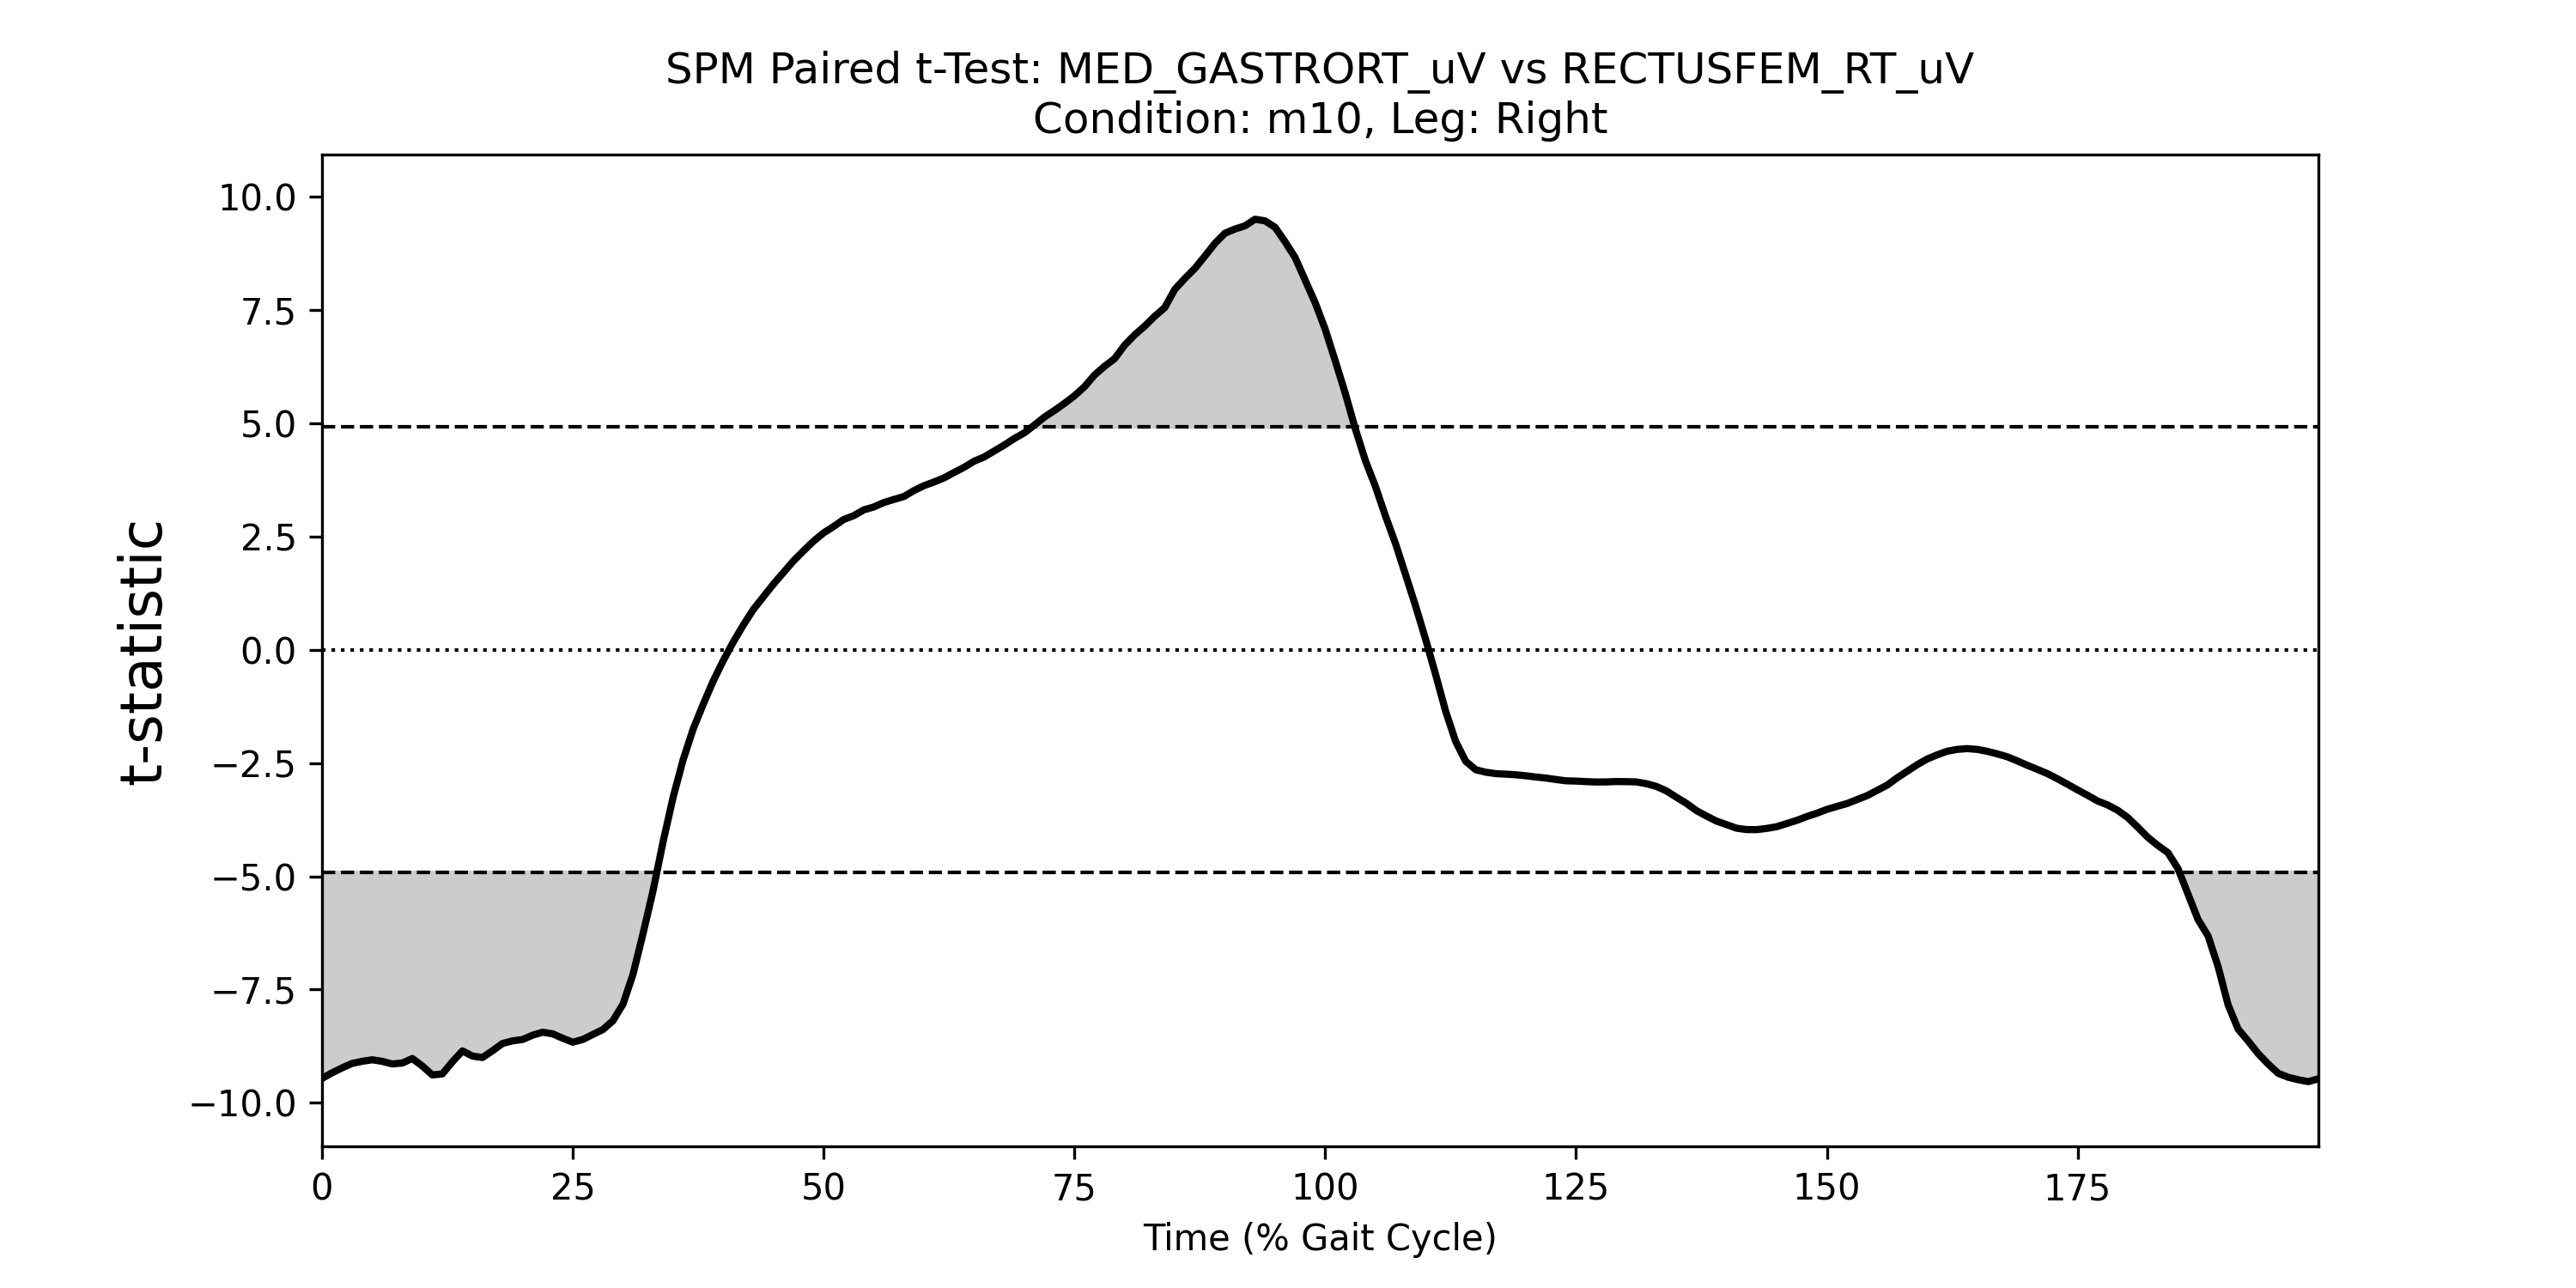 SPM Paired t-Test: MED_GASTRORT_uV vs RECTUSFEM_RT_uV
Condition: m10, Leg: Right
t-statistic
10.0
7.5
5.0
2.5
0.0
−2.5
−5.0
−7.5
−10.0
0 25 50 75 100 125 150 175
Time (% Gait Cycle)